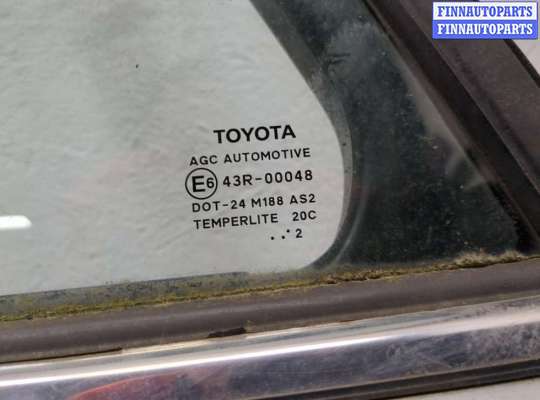 FINNAUTOPARTS
FINNAUTOPARTS
TOYOTA
AGC AUTOMOTIVE
E6 43R-00048
DOT-24 M188 AS2
TEMPERLITE 20C
..· 2